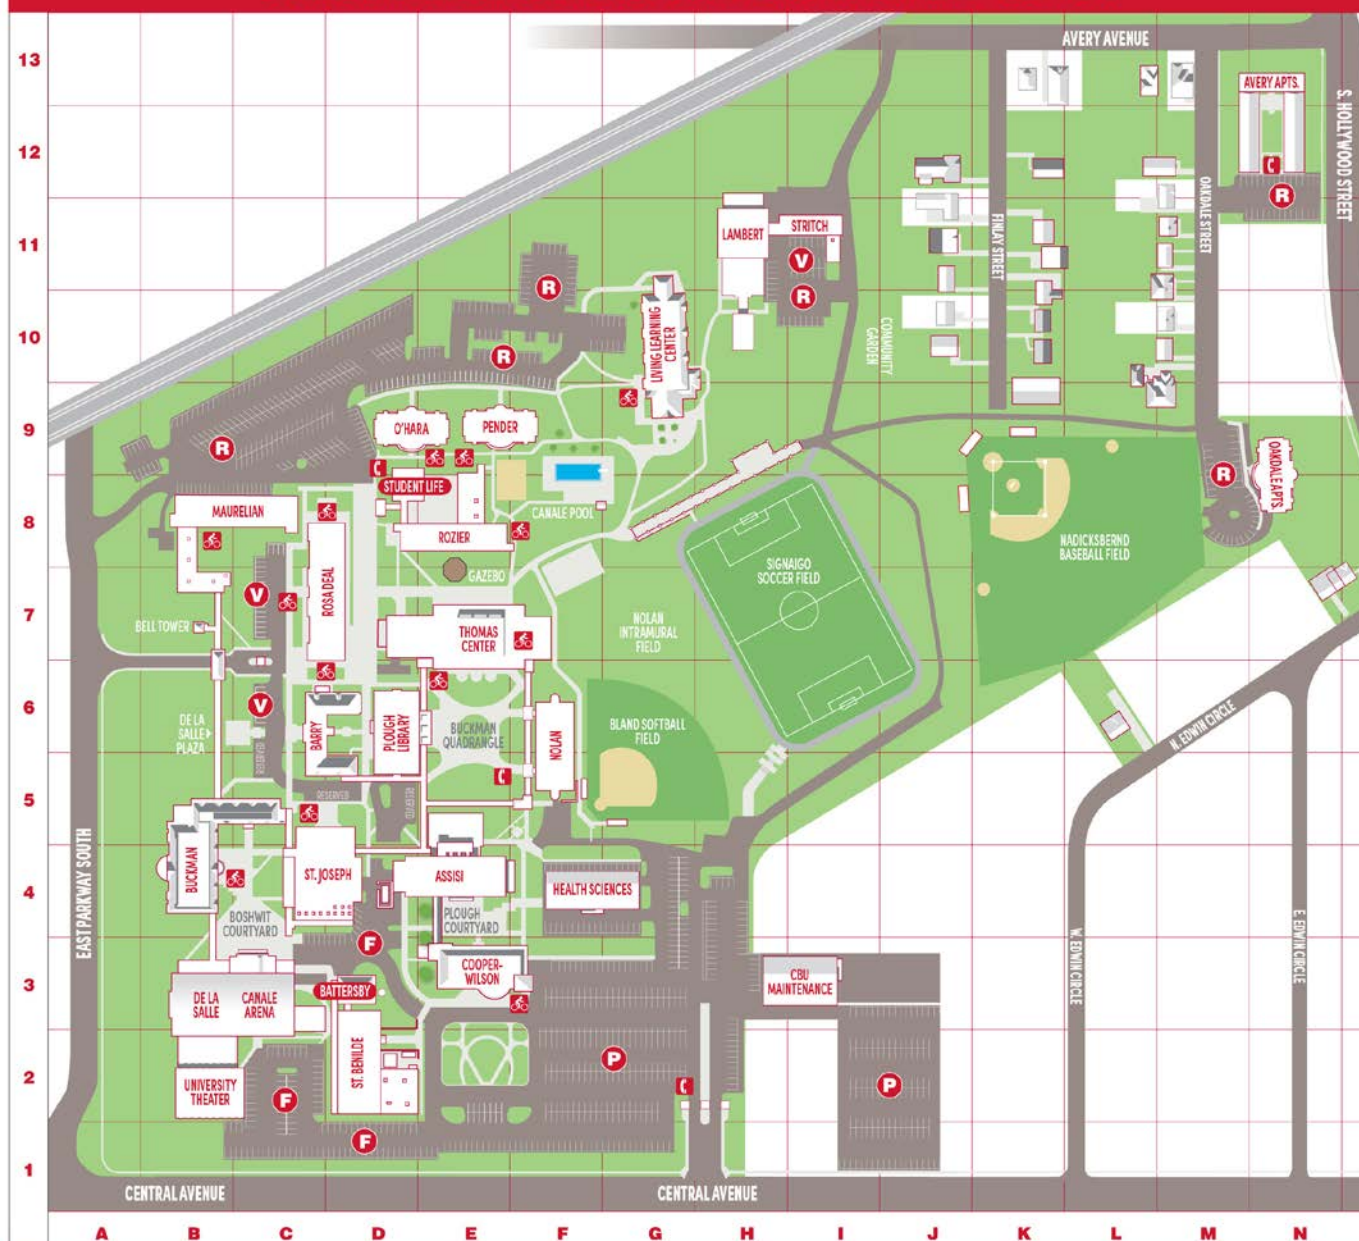 13
AVERY AVENUE
AVERY APTS.
S. HOLLYWOOD STREET
12
OAKDALE STREET
R
11
LAMBERT
STRITCH
FINLAY STREET
V
R
R
10
LIVING LEARNING
CENTER
COMMUNITY
GARDEN
R
9
O'HARA
PENDER
R
STUDENT LIFE
R
OAKDALE APTS.
8
MAURELIAN
CANALE POOL
ROZIER
NADICKSBERND
BASEBALL FIELD
GAZEBO
SIGNAIGO
SOCCER FIELD
ROSA DEAL
V
7
BELL TOWER
THOMAS
CENTER
NOLAN
INTRAMURAL
FIELD
6
V
DE LA
SALLE
PLAZA
BARRY
PLOUGH
LIBRARY
BUCKMAN
QUADRANGLE
NOLAN
BLAND SOFTBALL
FIELD
N. EDWIN CIRCLE
RESERVED
RESERVED
RESERVED
5
EAST PARKWAY SOUTH
BUCKMAN
ST. JOSEPH
ASSISI
HEALTH SCIENCES
4
BOSHWIT
COURTYARD
PLOUGH
COURTYARD
F
W. EDWIN CIRCLE
E. EDWIN CIRCLE
3
DE LA
SALLE
CANALE
ARENA
BATTERSBY
COOPER-
WILSON
CBU
MAINTENANCE
2
UNIVERSITY
THEATER
F
ST. BENILDE
P
P
F
1
CENTRAL AVENUE
CENTRAL AVENUE
A B C D E F G H I J K L M N